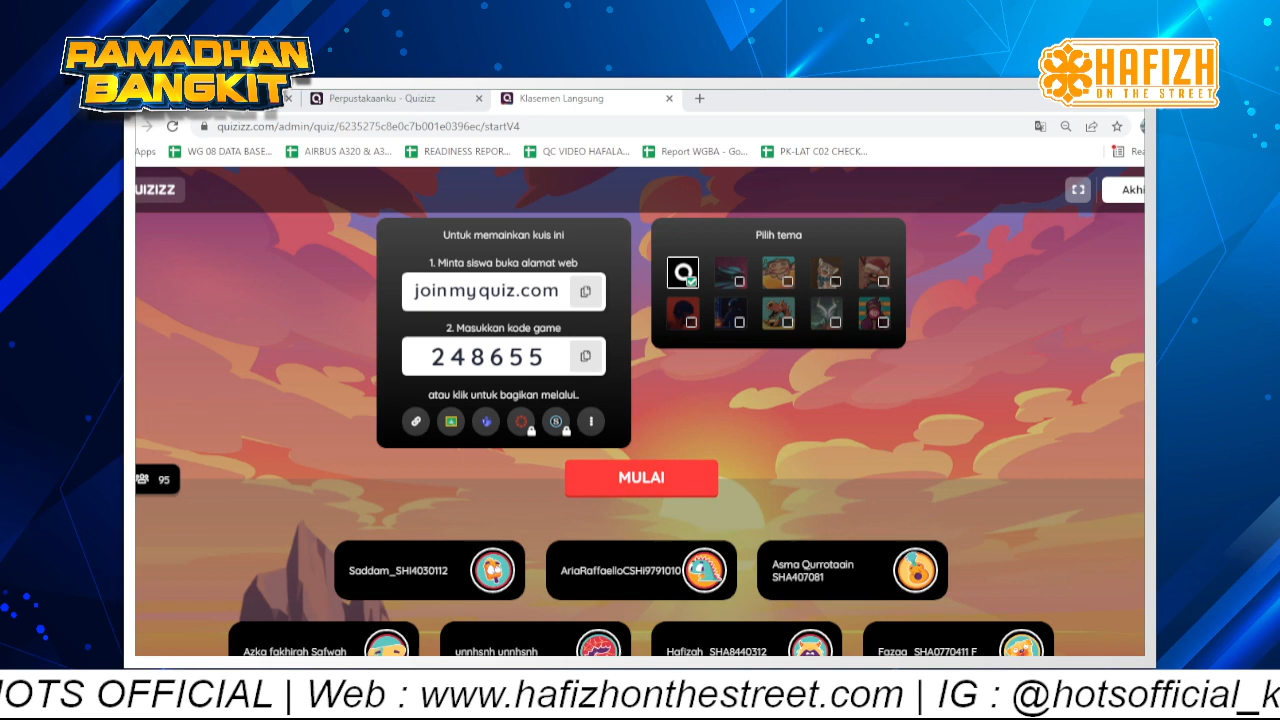 RAMADHAN
BANGKIT
HAFIZH
ON THE STREET
Perpustakaanku - Quizizz
Klasemen Langsung
quizizz.com/admin/quiz/6235275c8e0c7b001e0396ec/startV4
Apps
WG 08 DATA BASE...
AIRBUS A320 & A3...
READINESS REPOR...
QC VIDEO HAFALA...
Report WGBA - Go...
PK-LAT C02 CHECK...
Rea
UIZIZZ
Akhi
Untuk memainkan kuis ini
1. Minta siswa buka alamat web
joinmyquiz.com
2. Masukkan kode game
248655
atau klik untuk bagikan melalui..
Pilih tema
95
MULAI
Saddam_SHI4030112
AriaRaffaelloCSHi9791010
Asma Qurrotaain
SHA407081
Azka fakhirah Safwah
unnhsnh unnhsnh
Hafizah_SHA8440312
Fazaa_SHA0770411 F
HOTS OFFICIAL | Web : www.hafizhonthestreet.com | IG : @hotsofficial_k